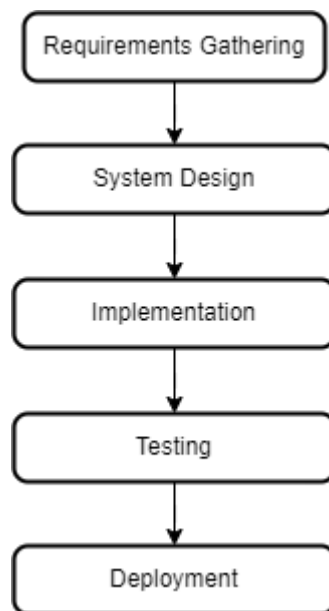 Requirements Gathering
System Design
Implementation
Testing
Deployment